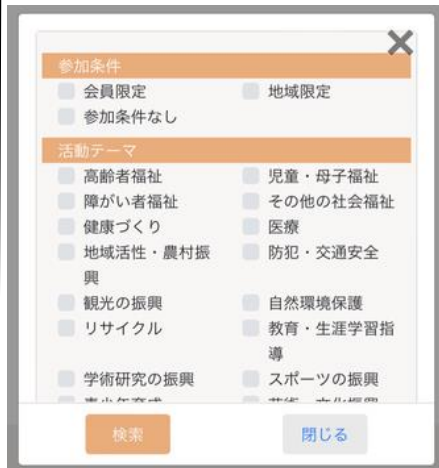 参加条件
会員限定 地域限定
参加条件なし
活動テーマ
高齢者福祉 児童・母子福祉
障がい者福祉 その他の社会福祉
健康づくり 医療
地域活性・農村振 防犯・交通安全
興
観光の振興 自然環境保護
リサイクル 教育・生涯学習指
導
学術研究の振興 スポーツの振興
検索 閉じる